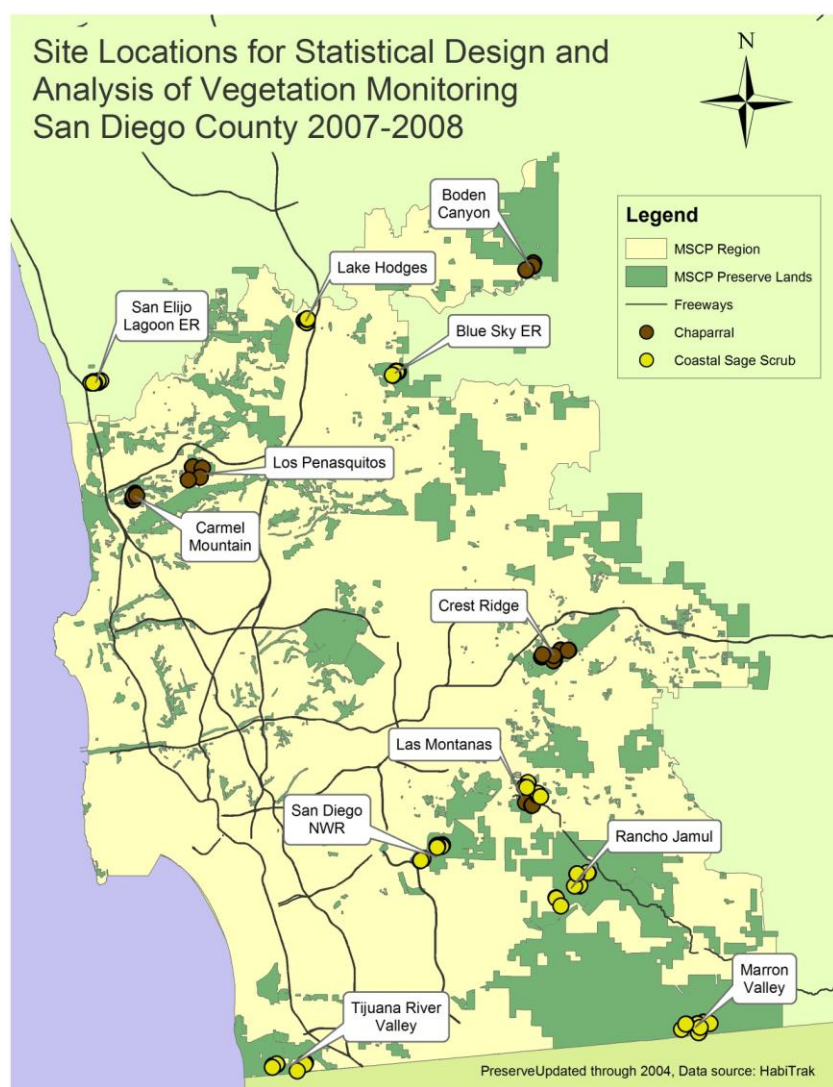 Site Locations for Statistical Design and
Analysis of Vegetation Monitoring
San Diego County 2007-2008
N
Boden
Canyon
Legend
MSCP Region
MSCP Preserve Lands
Freeways
Chaparral
Coastal Sage Scrub
Lake Hodges
San Elijo
Lagoon ER
Blue Sky ER
Los Penasquitos
Carmel
Mountain
Crest Ridge
Las Montanas
San Diego
NWR
Rancho Jamul
Marron
Valley
Tijuana River
Valley
PreserveUpdated through 2004, Data source: HabiTrak